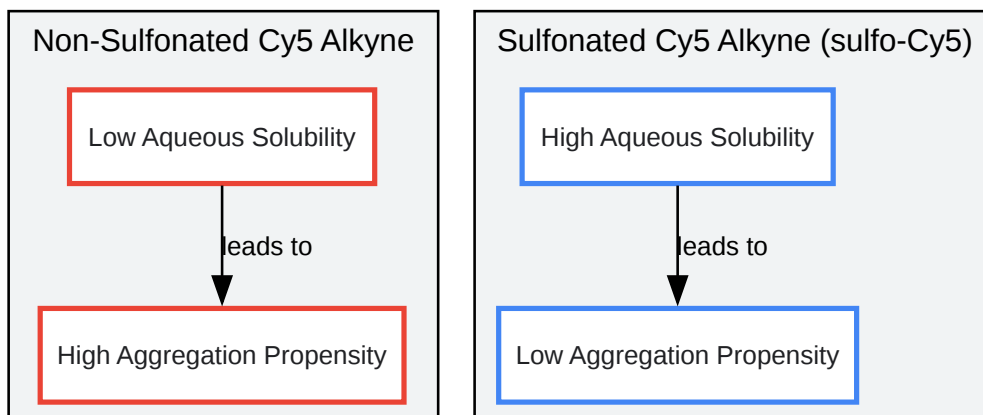 Non-Sulfonated Cy5 Alkyne
Low Aqueous Solubility
leads to
High Aggregation Propensity
Sulfonated Cy5 Alkyne (sulfo-Cy5)
High Aqueous Solubility
leads to
Low Aggregation Propensity